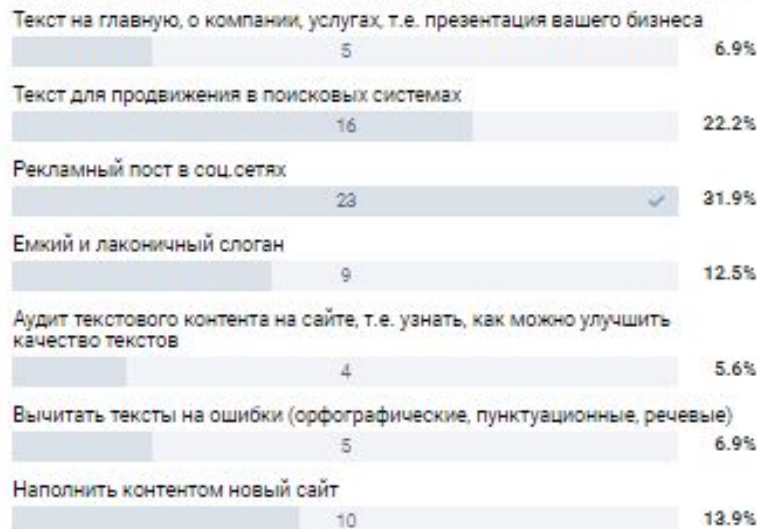 Текст на главную, о компании, услугах, т.е. презентация вашего бизнеса
5 6.9%
Текст для продвижения в поисковых системах
16 22.2%
Рекламный пост в соц.сетях
23 31.9%
Емкий и лаконичный слоган
9 12.5%
Аудит текстового контента на сайте, т.е. узнать, как можно улучшить
качество текстов
4 5.6%
Вычитать тексты на ошибки (орфографические, пунктуационные, речевые)
5 6.9%
Наполнить контентом новый сайт
10 13.9%